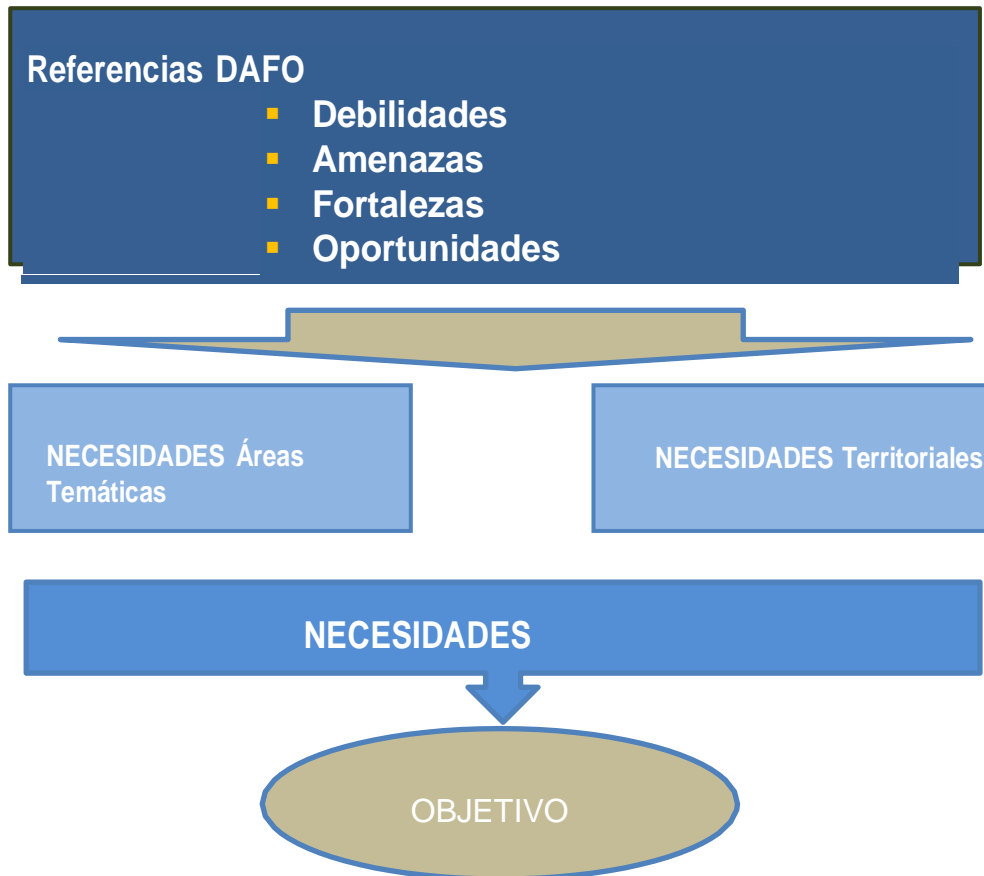 Referencias DAFO
▪ Debilidades
▪ Amenazas
▪ Fortalezas
▪ Oportunidades
NECESIDADES Áreas
Temáticas
NECESIDADES Territoriales
NECESIDADES
OBJETIVO